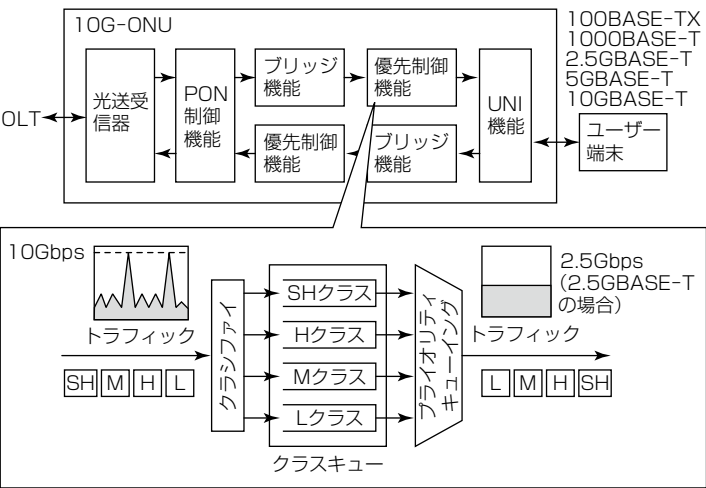 10G-ONU
OLT
光送受
信器
PON
制御
機能
ブリッジ
機能
優先制御
機能
優先制御
機能
ブリッジ
機能
UNI
機能
100BASE-TX
1000BASE-T
2.5GBASE-T
5GBASE-T
10GBASE-T
ユーザー
端末
10Gbps
トラフィック
SH M H L
クラシファイ
SHクラス
Hクラス
Mクラス
Lクラス
クラスキュー
プライオリティ
キューイング
2.5Gbps
(2.5GBASE-T
の場合)
トラフィック
L M H SH